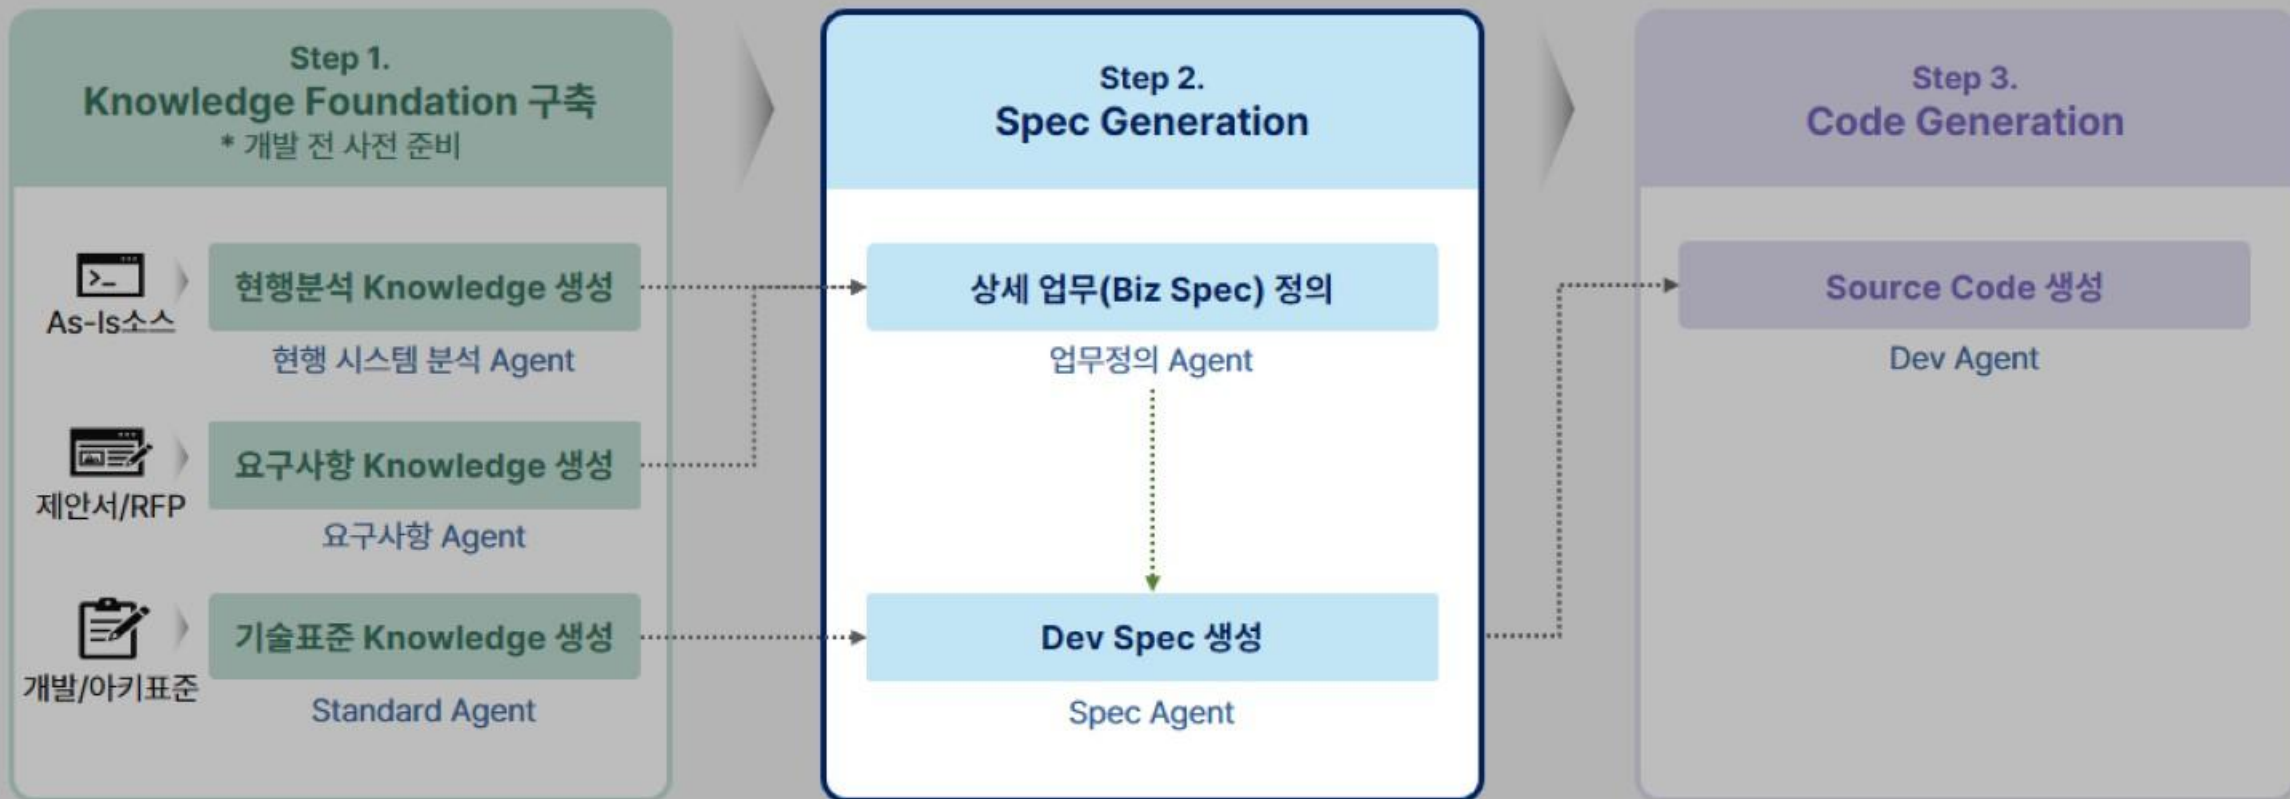 Step 1.
Knowledge Foundation 구축
* 개발 전 사전 준비
As-Is소스
현행분석 Knowledge 생성
현행 시스템 분석 Agent
제안서/RFP
요구사항 Knowledge 생성
요구사항 Agent
개발/아키표준
기술표준 Knowledge 생성
Standard Agent
Step 2.
Spec Generation
상세 업무(Biz Spec) 정의
업무정의 Agent
Dev Spec 생성
Spec Agent
Step 3.
Code Generation
Source Code 생성
Dev Agent